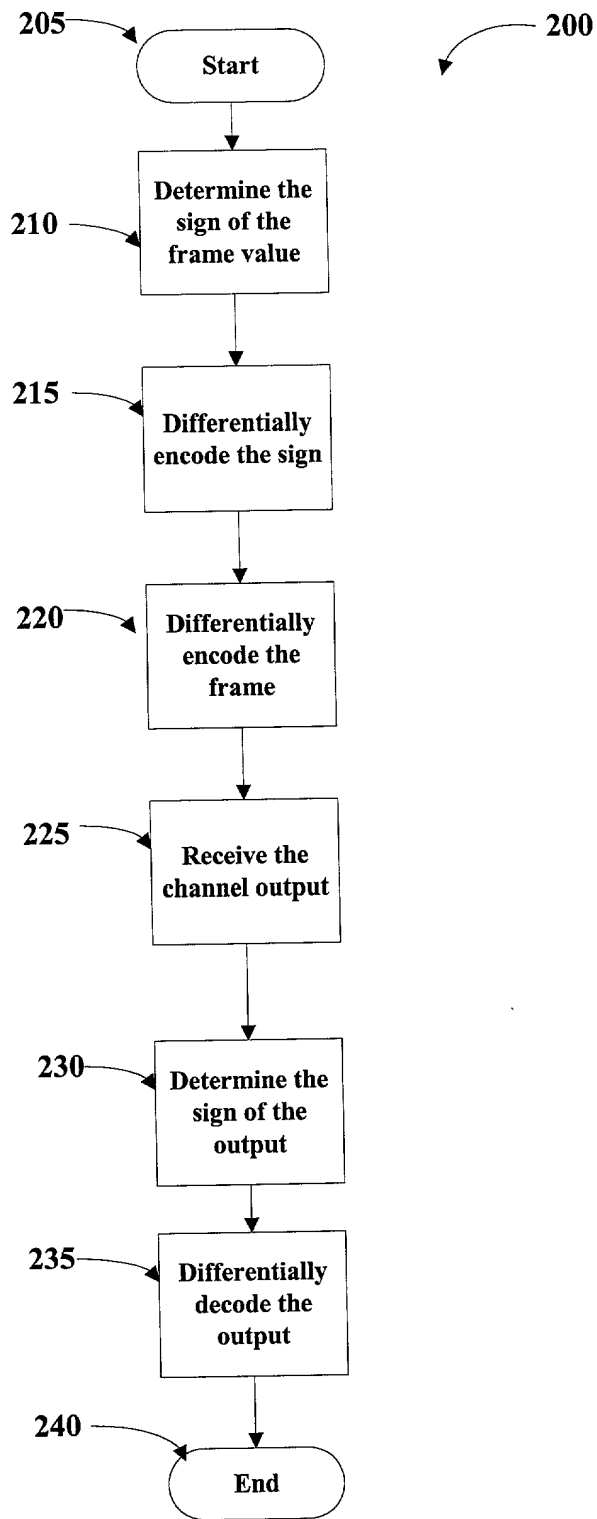 205
200
Start
210
Determine the
sign of the
frame value
215
Differentially
encode the sign
220
Differentially
encode the
frame
225
Receive the
channel output
230
Determine the
sign of the
output
235
Differentially
decode the
output
240
End